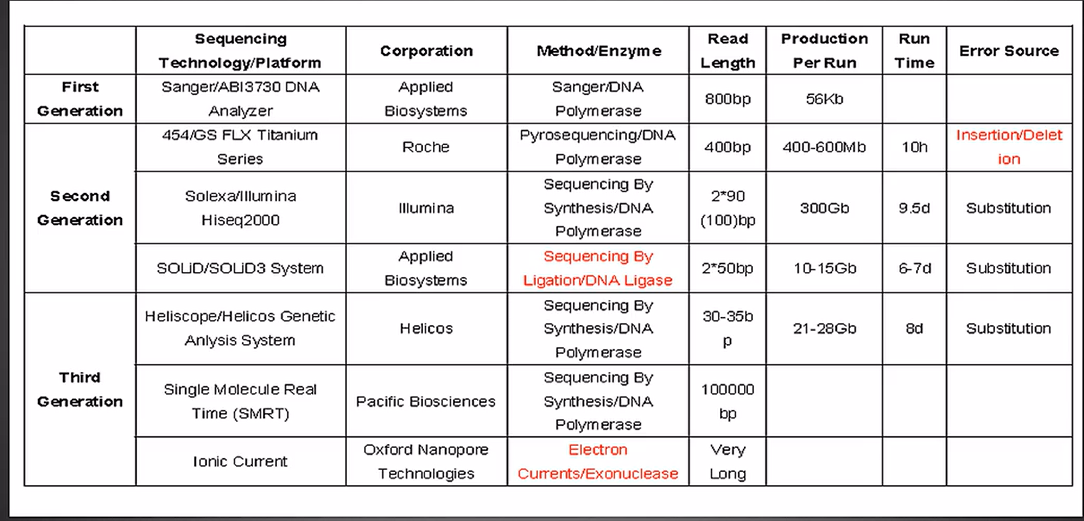 Sequencing Technology/Platform Corporation Method/Enzyme Read Length Production Per Run Run Time Error Source
First Generation Sanger/ABI3730 DNA Analyzer Applied Biosystems Sanger/DNA Polymerase 800bp 56Kb
Second Generation
454/GS FLX Titanium Series Roche Pyrosequencing/DNA Polymerase 400bp 400-600Mb 10h Insertion/Deletion
Solexa/Illumina Hiseq2000 Illumina Sequencing By Synthesis/DNA Polymerase 2*90 (100)bp 300Gb 9.5d Substitution
SOLiD/SOLiD3 System Applied Biosystems Sequencing By Ligation/DNA Ligase 2*50bp 10-15Gb 6-7d Substitution
Third Generation
Heliscope/Helicos Genetic Anlysis System Helicos Sequencing By Synthesis/DNA Polymerase 30-35bp 21-28Gb 8d Substitution
Single Molecule Real Time (SMRT) Pacific Biosciences Sequencing By Synthesis/DNA Polymerase 100000 bp
Ionic Current Oxford Nanopore Technologies Electron Currents/Exonuclease Very Long